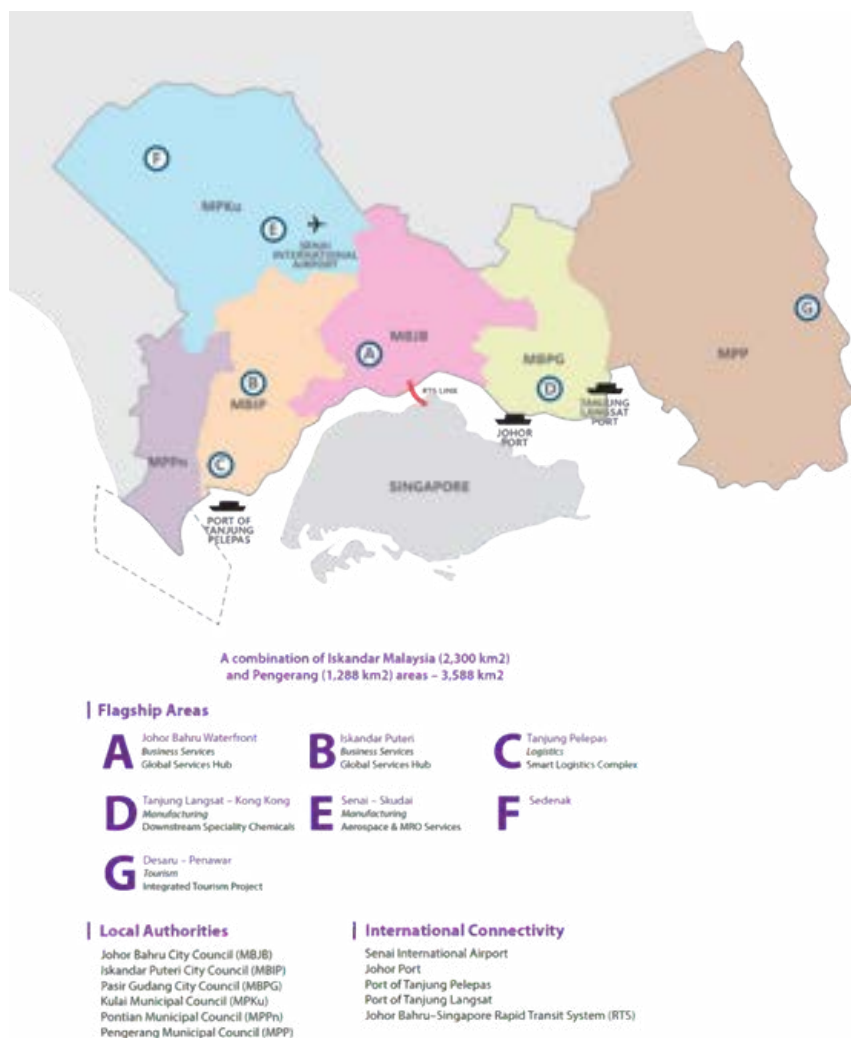 F
MPKu
E
SENAI
INTERNATIONAL
AIRPORT
MBJB
A
G
MBPG
MPP
B
D
MBIP
RTS LINK
TANJUNG
LANGSAT
PORT
JOHOR
PORT
MPPn
C
SINGAPORE
PORT OF
TANJUNG
PELEPAS
A combination of Iskandar Malaysia (2,300 km2)
and Pengerang (1,288 km2) areas – 3,588 km2
Flagship Areas
A
Johor Bahru Waterfront
Business Services
Global Services Hub
B
Iskandar Puteri
Business Services
Global Services Hub
C
Tanjung Pelepas
Logistics
Smart Logistics Complex
D
Tanjung Langsat – Kong Kong
Manufacturing
Downstream Speciality Chemicals
E
Senai – Skudai
Manufacturing
Aerospace & MRO Services
F
Sedenak
G
Desaru – Penawar
Tourism
Integrated Tourism Project
Local Authorities
Johor Bahru City Council (MBJB)
Iskandar Puteri City Council (MBIP)
Pasir Gudang City Council (MBPG)
Kulai Municipal Council (MPKu)
Pontian Municipal Council (MPPn)
Pengerang Municipal Council (MPP)
International Connectivity
Senai International Airport
Johor Port
Port of Tanjung Pelepas
Port of Tanjung Langsat
Johor Bahru–Singapore Rapid Transit System (RTS)